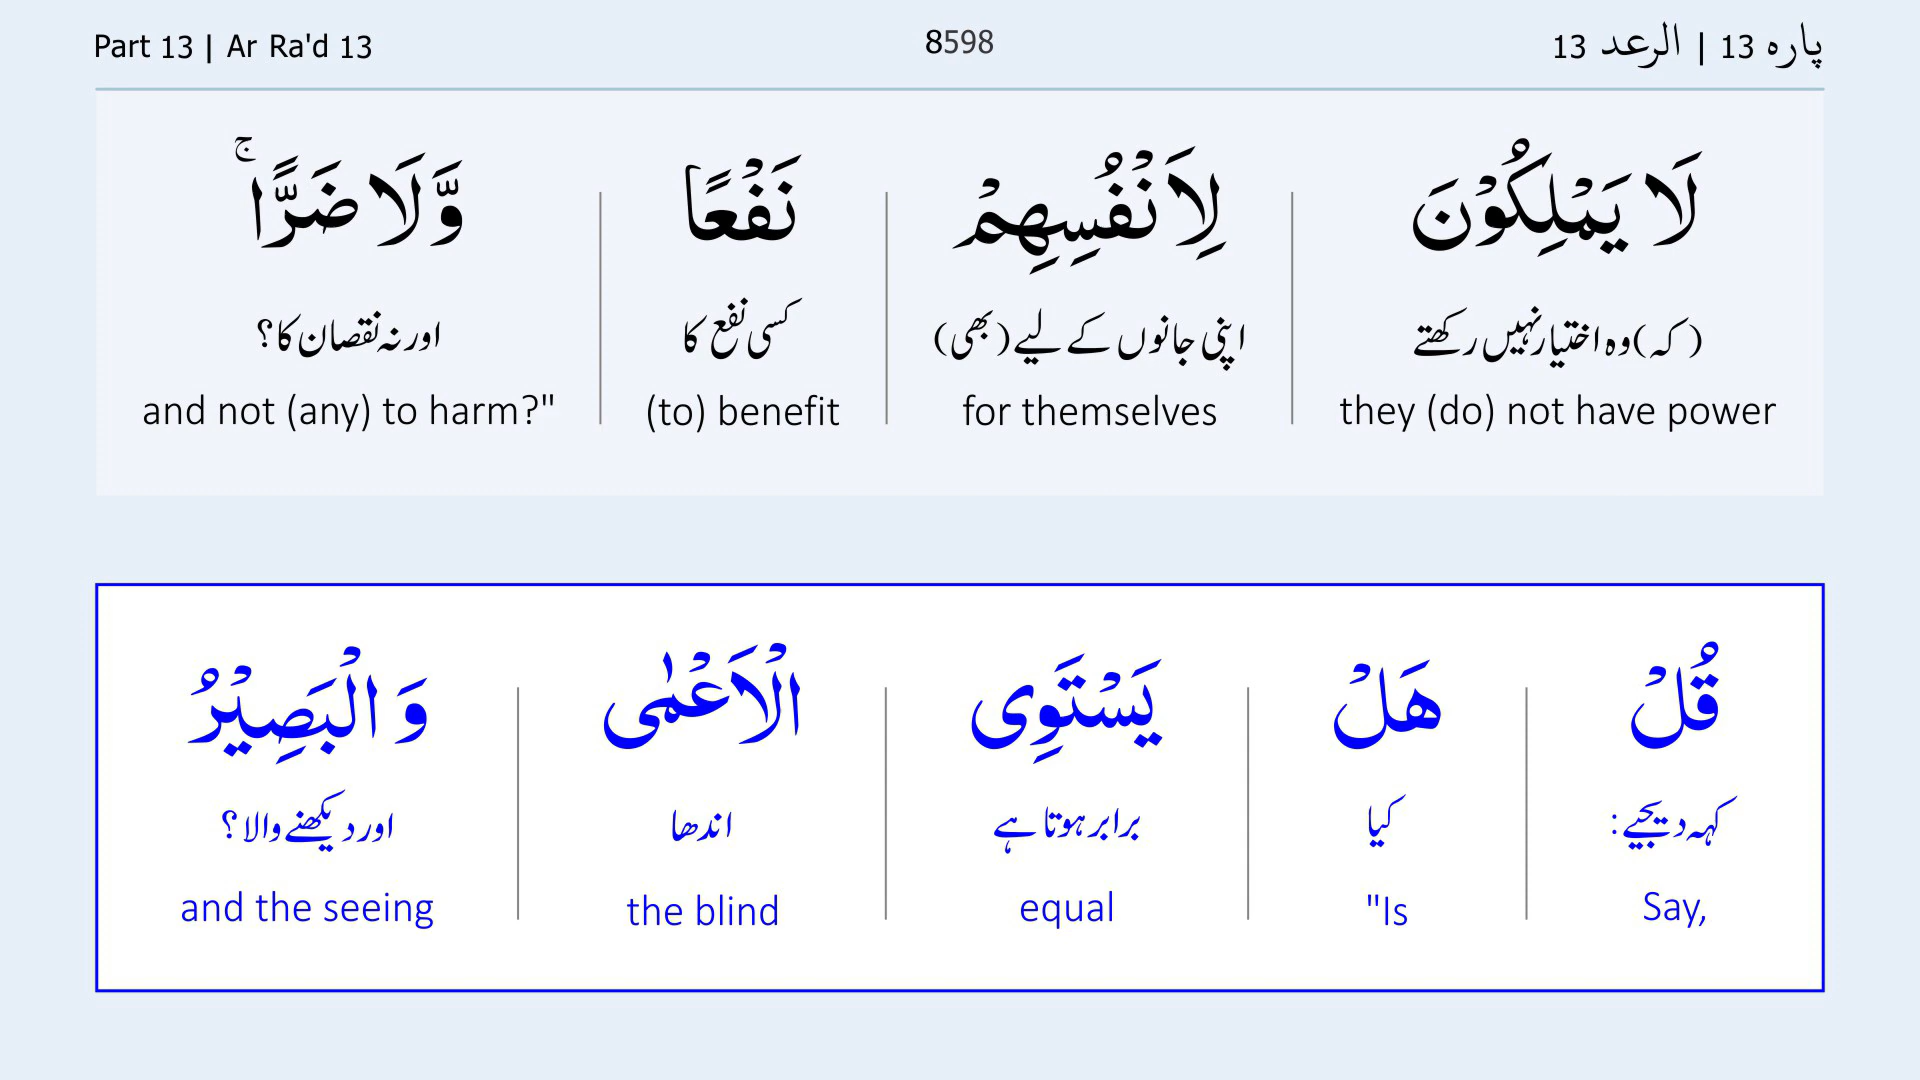 Part 13 | Ar Ra'd 13 8598 پارہ 13 | الرعد 13
لَا يَمْلِكُوْنَ لِاَنْفُسِهِمْ نَفْعًا وَّلَا ضَرًّا ۚ
(کہ) وہ اختیار نہیں رکھتے اپنی جانوں کے لیے (بھی) کسی نفع کا اور نہ نقصان کا؟
they (do) not have power for themselves (to) benefit and not (any) to harm?"
قُلْ هَلْ يَسْتَوِى الْاَعْمٰى وَ الْبَصِيْرُ
کہہ دیجیے: کیا برابر ہوتا ہے اندھا اور دیکھنے والا؟
Say, "Is equal the blind and the seeing